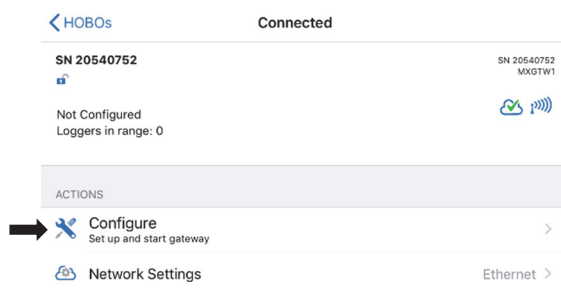 HOBOs
Connected
SN 20540752
SN 20540752
MXGTW1
Not Configured
Loggers in range: 0
ACTIONS
Configure
Set up and start gateway
Network Settings
Ethernet